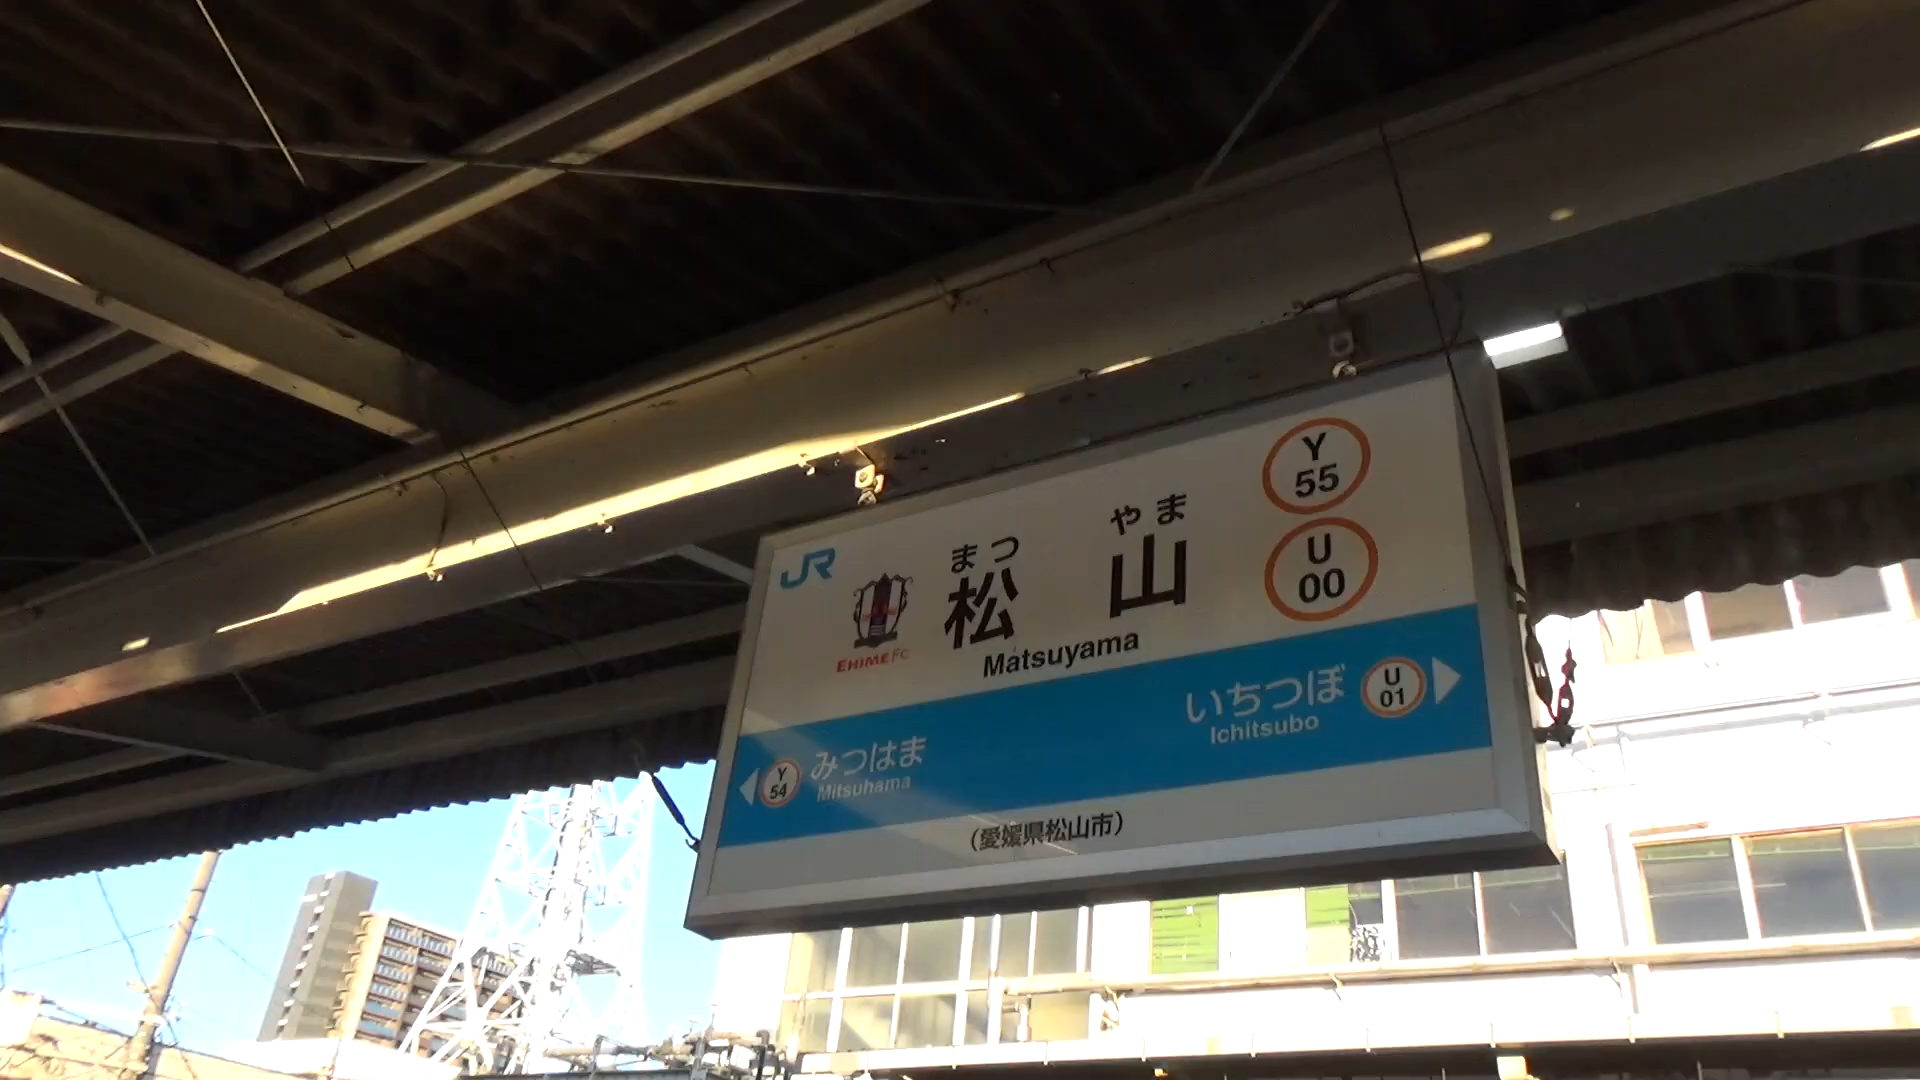 JR
EHIME FC
まつ やま
松山
Matsuyama
Y
55
U
00
いちつぼ
Ichitsubo
U
01
Y
54
みつはま
Mitsuhama
(愛媛県松山市)